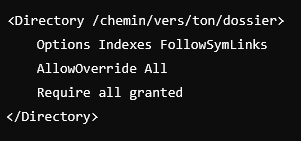 <Directory /chemin/vers/ton/dossier>
    Options Indexes FollowSymLinks
    AllowOverride All
    Require all granted
</Directory>